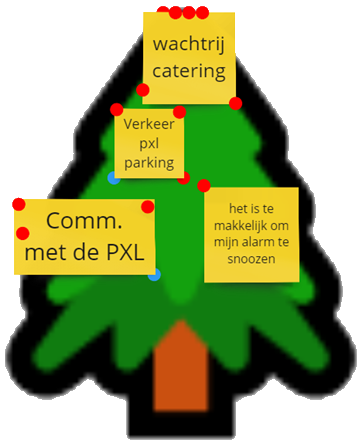 wachtrij
catering
Verkeer
pxl
parking
Comm.
met de PXL
het is te
makkelijk om
mijn alarm te
snoozen